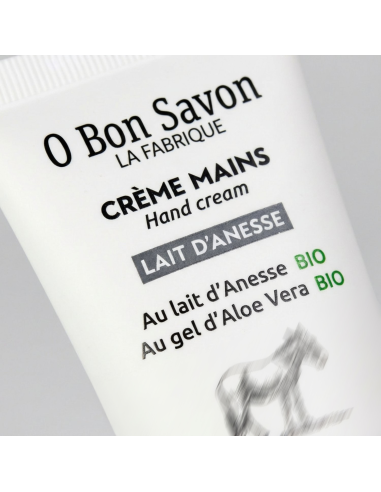 O Bon Savon
LA FABRIQUE
CRÈME MAINS
Hand cream
LAIT D'ANESSE
Au lait d'Anesse BIO
Au gel d'Aloe Vera BIO